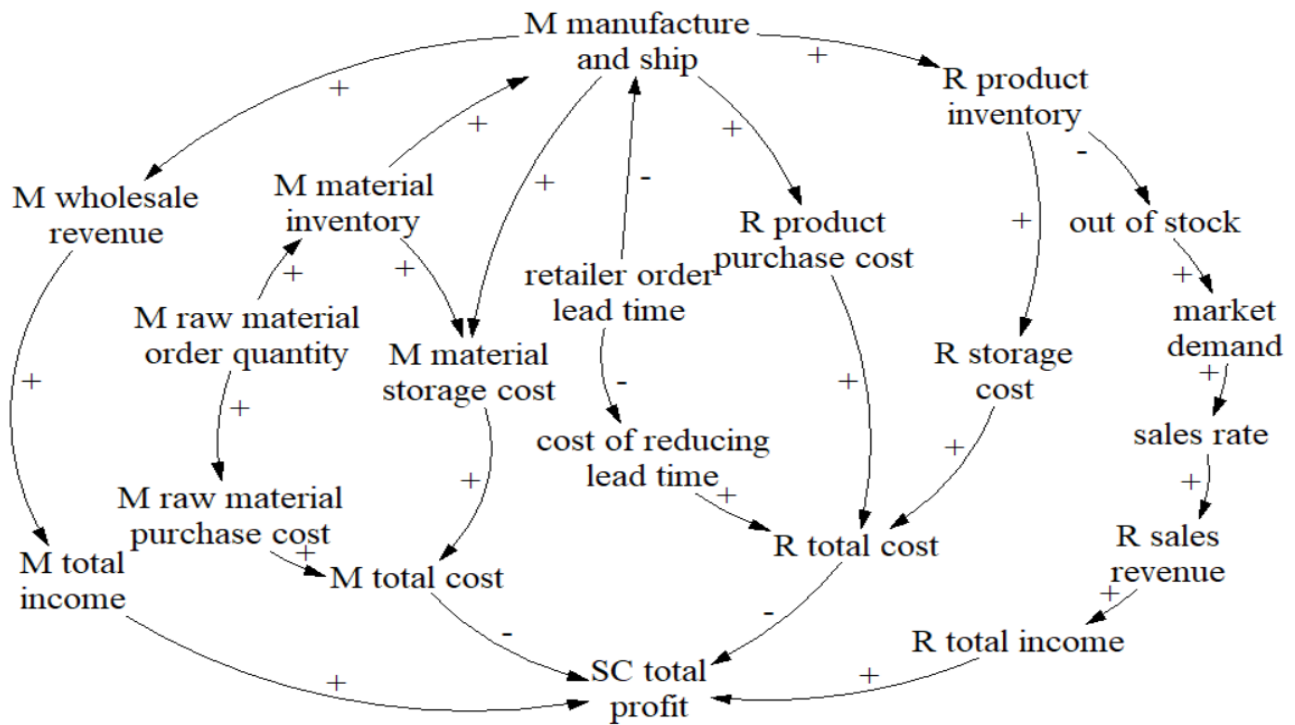 M manufacture
and ship
+
+
R product
inventory
+
+
+
-
-
M wholesale
revenue
M material
inventory
+
R product
purchase cost
+
out of stock
+
+
retailer order
lead time
+
market
demand
M raw material
order quantity
M material
storage cost
R storage
cost
+
+
-
+
+
cost of reducing
lead time
sales rate
+
+
+
M raw material
purchase cost
+
+
M total
income
+
M total cost
R total cost
R sales
revenue
+
-
-
R total income
SC total
profit
+
+